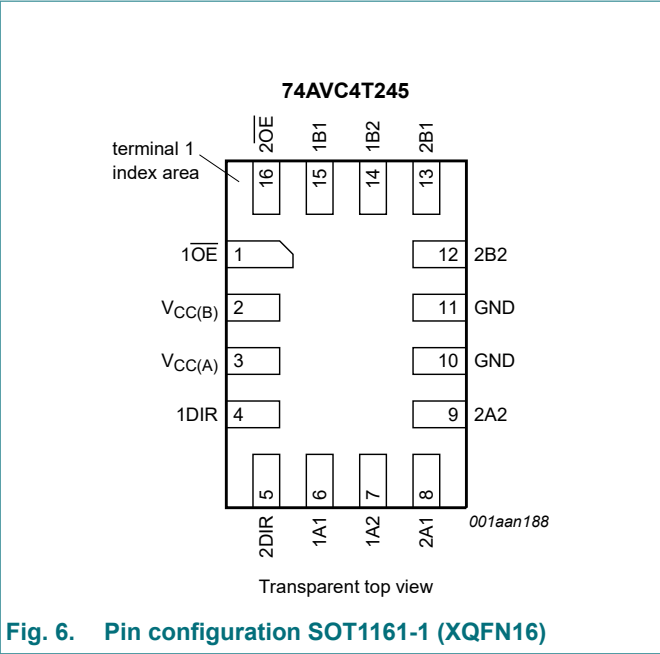 74AVC4T245
terminal 1
index area
2O̅E̅
1B1
1B2
2B1
16
15
14
13
1O̅E̅
1
12
2B2
VCC(B)
2
11
GND
VCC(A)
3
10
GND
1DIR
4
9
2A2
5
6
7
8
2DIR
1A1
1A2
2A1
001aan188
Transparent top view
Fig. 6. Pin configuration SOT1161-1 (XQFN16)